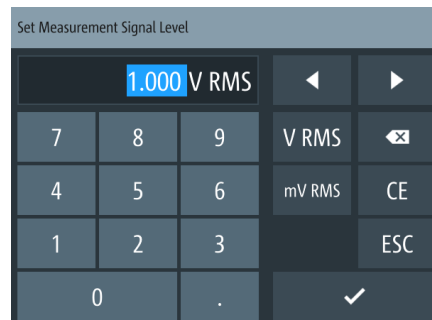 Set Measurement Signal Level
1.000 V RMS
7 8 9 V RMS
4 5 6 mV RMS CE
1 2 3 ESC
0 .